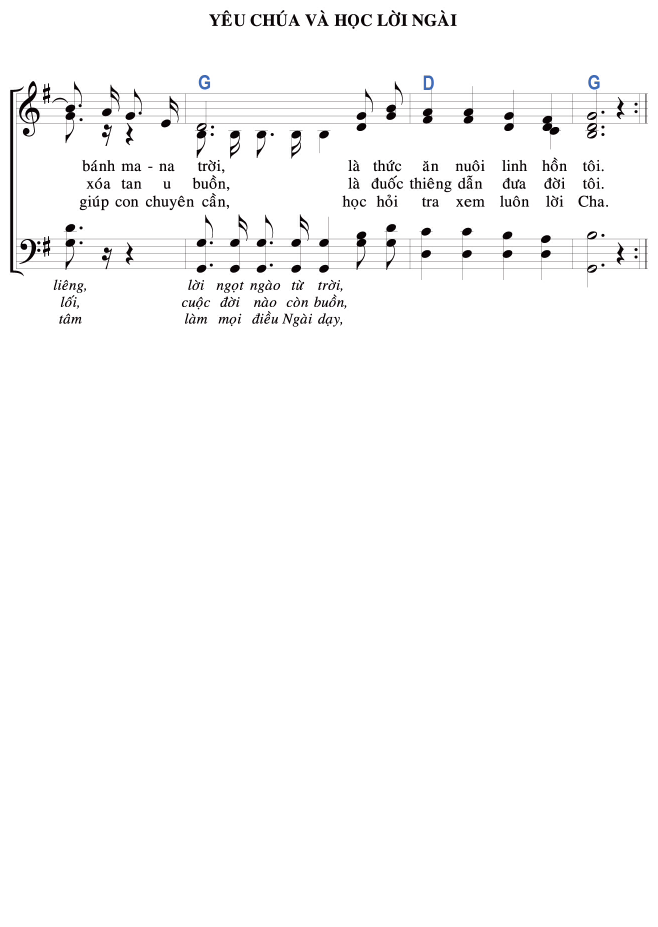 YÊU CHÚA VÀ HỌC LỜI NGÀI
G D G
bánh ma - na trời, là thức ăn nuôi linh hồn tôi.
xóa tan u buồn, là đuốc thiêng dẫn đưa đời tôi.
giúp con chuyên cần, học hỏi tra xem luôn lời Cha.
liêng, lời ngọt ngào từ trời,
lối, cuộc đời nào còn buồn,
tâm làm mọi điều Ngài dạy,